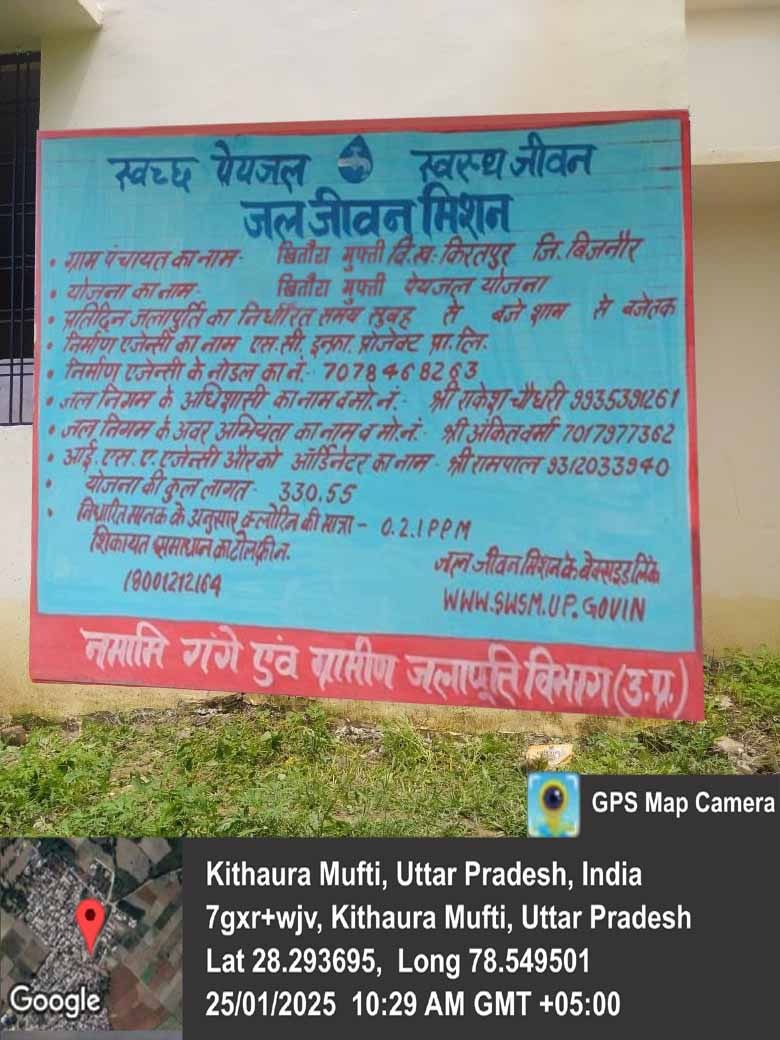 स्वच्छ पेयजल स्वस्थ जीवन
जल जीवन मिशन
• ग्राम पंचायत का नाम- खितौरा मुफ्ती वि.ख. किरतपुर जि. बिजनौर
• योजना का नाम खितौरा मुफ्ती पेयजल योजना
• प्रतिदिन जलापुर्ति का निर्धारित समय सुबह से बजे शाम से बजे तक
• निर्माण एजेन्सी का नाम एस.सी इन्फ्रा प्रोजेक्ट प्रा.लि.
• निर्माण एजेन्सी के नोडल का नं. 7078468263
• जल निगम के अधिशासी का नाम व मो.नं.- श्री राकेश चौधरी 9935391261
• जल निगम के अवर अभियंता का नाम व मो.नं.- श्री अंकित वर्मा 7017977362
• आई.एस.ए. एजेन्सी और को ऑर्डिनेटर का नाम- श्री रामपाल 9312033940
• योजना की कुल लागत- 330.55
• निर्धारित मानक के अनुसार क्लोरिन की मात्रा - 0.2.1PPM
शिकायत समाधान का टोलफ्रीन.
18001212164
जल जीवन मिशन के वेबसाइड लिंक
WWW.SWSM.UP.GOVIN
नमामि गंगे एवं ग्रामीण जलापूर्ति विभाग (उ.प्र.)
GPS Map Camera
Kithaura Mufti, Uttar Pradesh, India
7gxr+wjv, Kithaura Mufti, Uttar Pradesh
Lat 28.293695, Long 78.549501
25/01/2025 10:29 AM GMT +05:00
Google